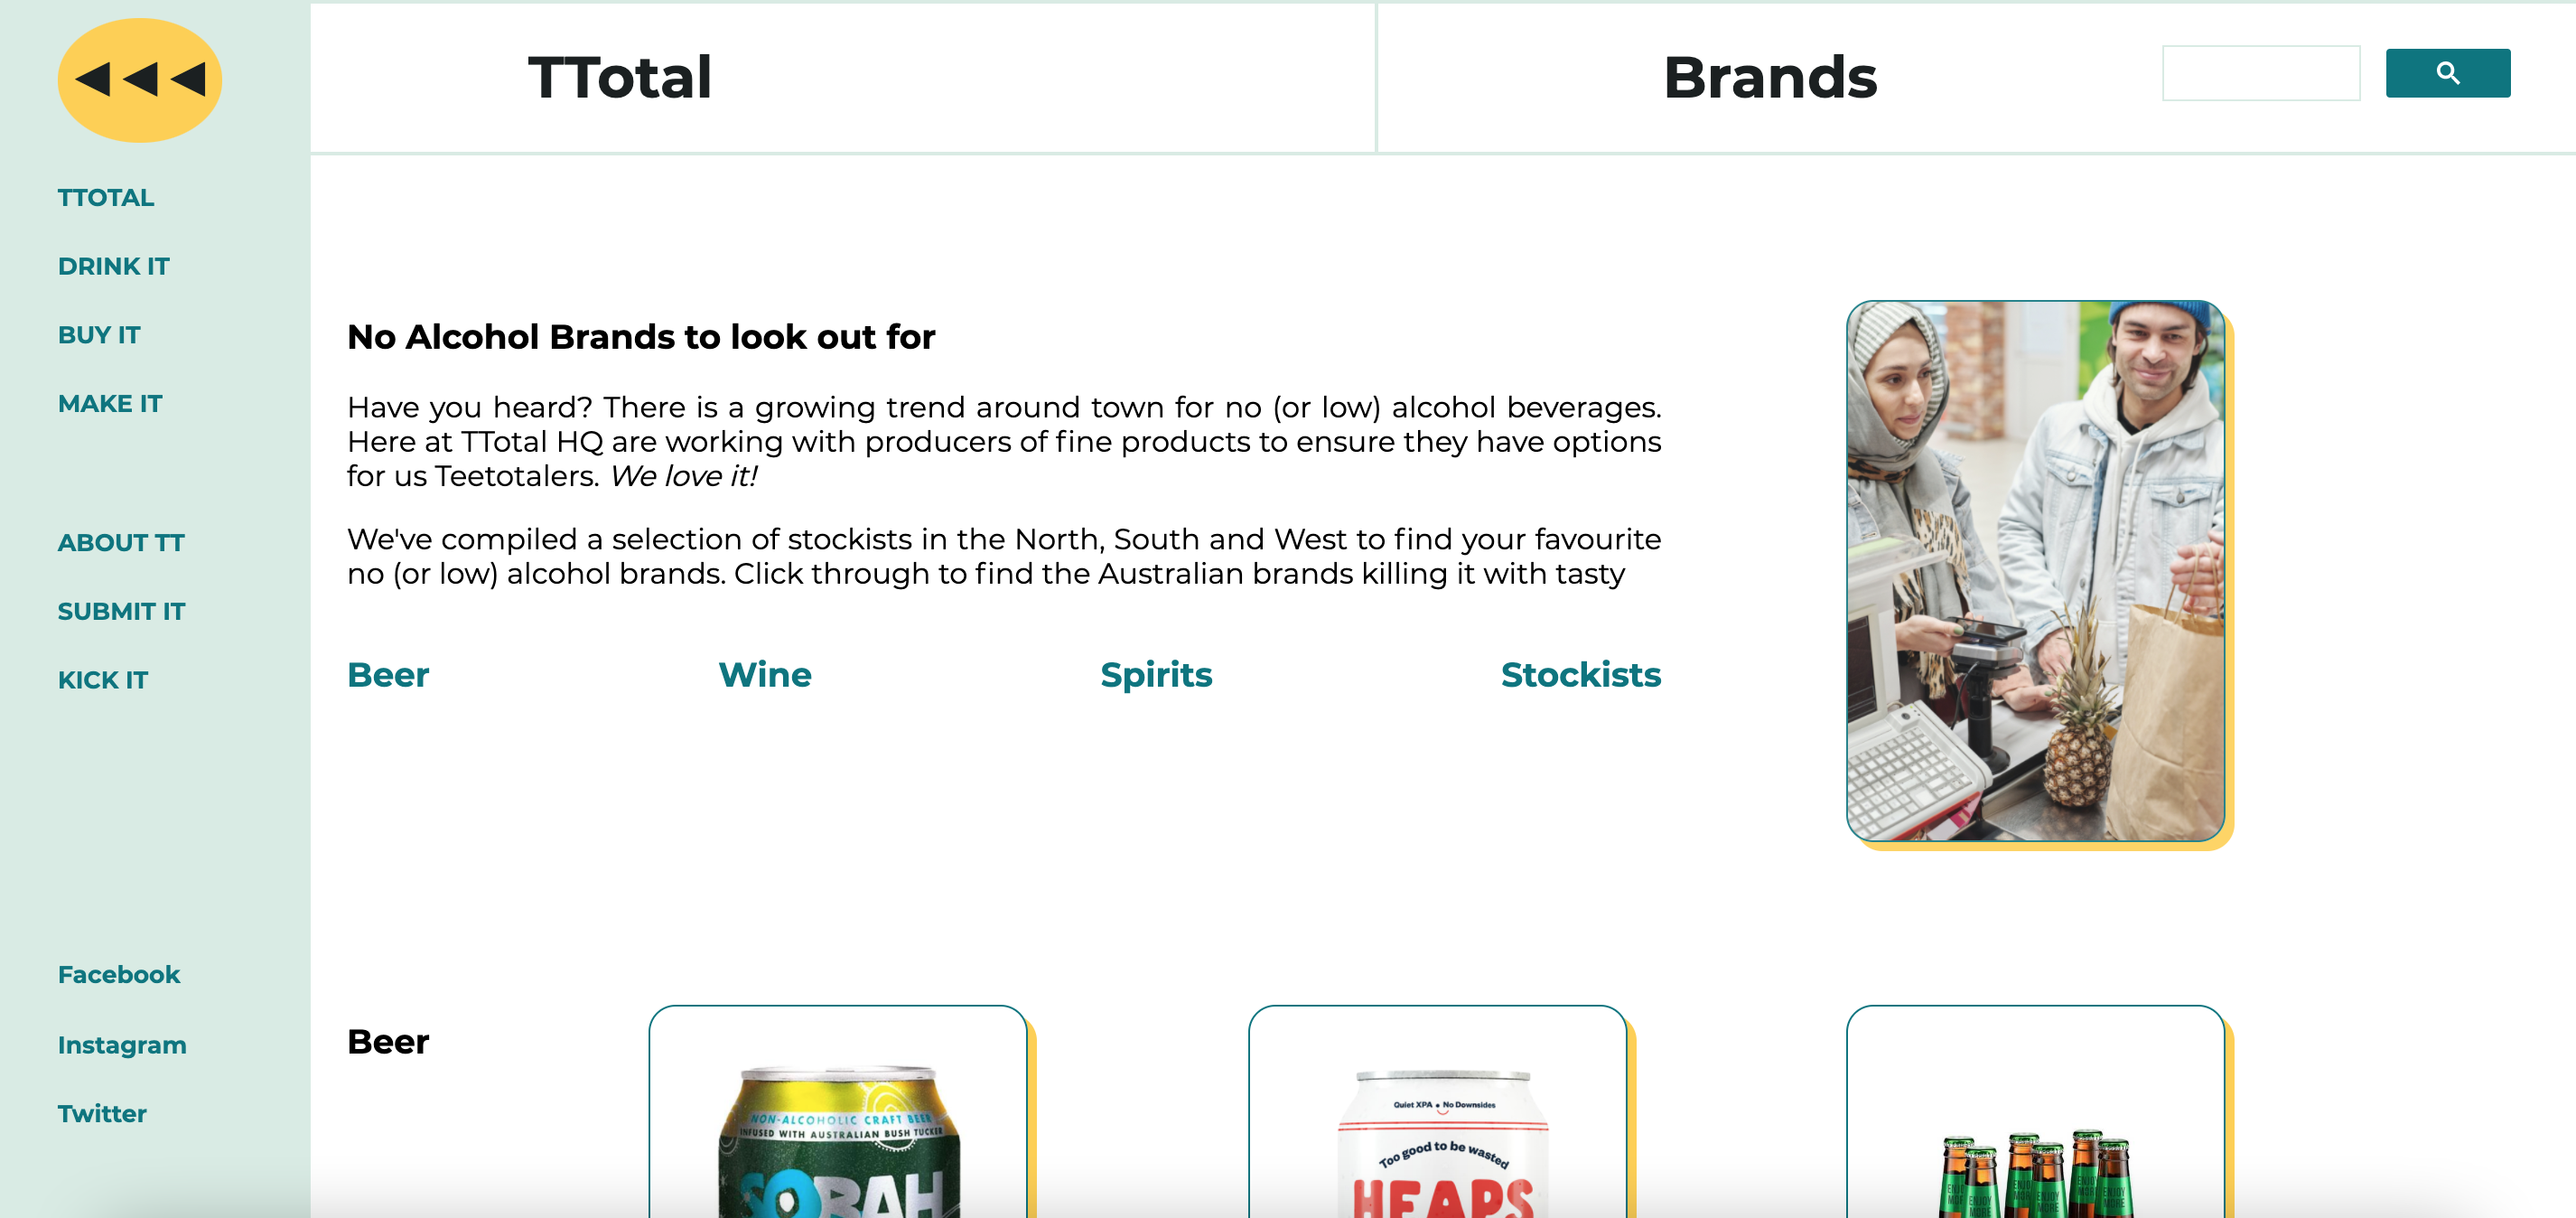 TTotal
Brands
TTOTAL
DRINK IT
BUY IT
MAKE IT
ABOUT TT
SUBMIT IT
KICK IT
Facebook
Instagram
Twitter
No Alcohol Brands to look out for
Have you heard? There is a growing trend around town for no (or low) alcohol beverages.
Here at TTotal HQ are working with producers of fine products to ensure they have options
for us Teetotalers. We love it!
We've compiled a selection of stockists in the North, South and West to find your favourite
no (or low) alcohol brands. Click through to find the Australian brands killing it with tasty
Beer
Wine
Spirits
Stockists
Beer
NON-ALCOHOLIC CRAFT BEER
INFUSED WITH AUSTRALIAN BUSH TUCKER
SOBAH
Quiet XPA • No Downsides
Too good to be wasted
HEAPS
ENJOY
MORE
ENJOY
MORE
ENJOY
MORE